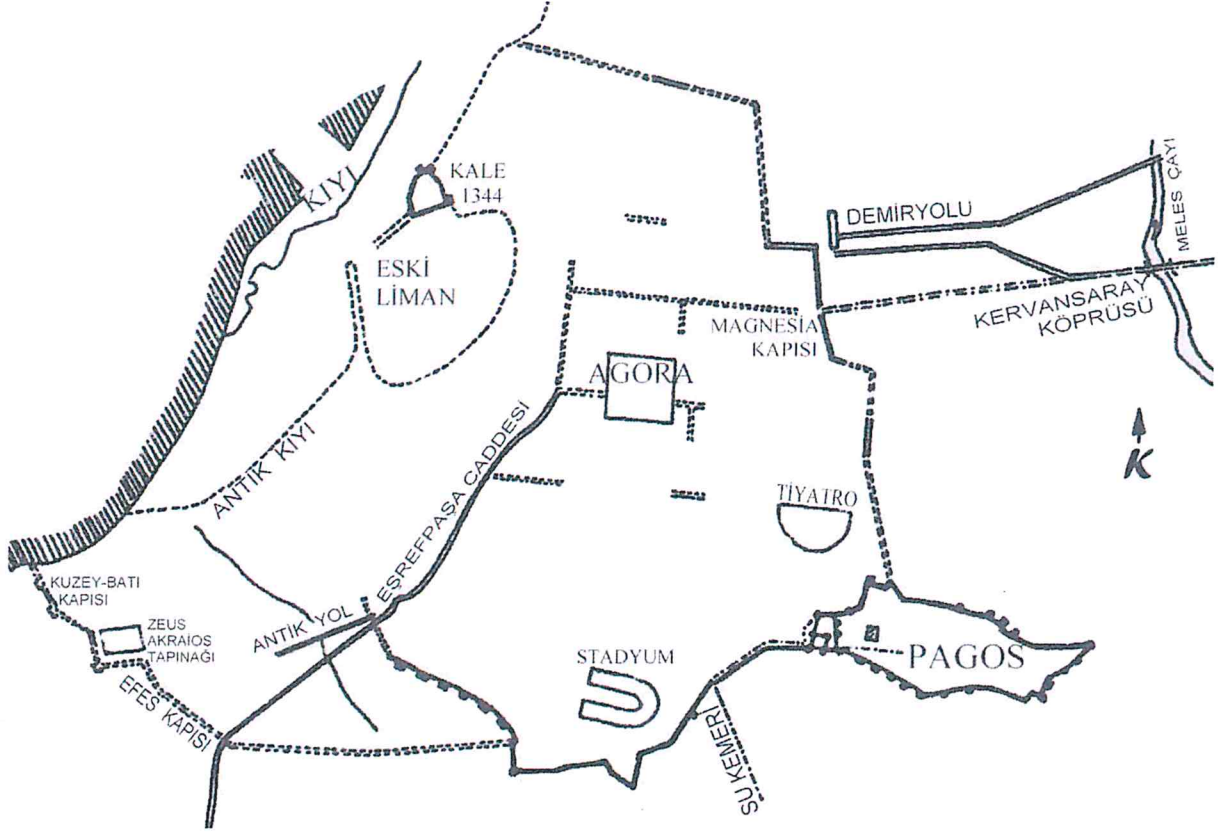 KIYI
KALE
1344
DEMİRYOLU
MELES ÇAYI
ESKİ
LİMAN
KERVANSARAY
KÖPRÜSÜ
MAGNESİA
KAPISI
AGORA
ANTİK KIYI
EŞREFPAŞA CADDESİ
K
TİYATRO
KUZEY-BATI
KAPISI
ZEUS
AKRAİOS
TAPINAĞI
ANTİK YOL
STADYUM
PAGOS
EFES KAPISI
SU KEMERİ